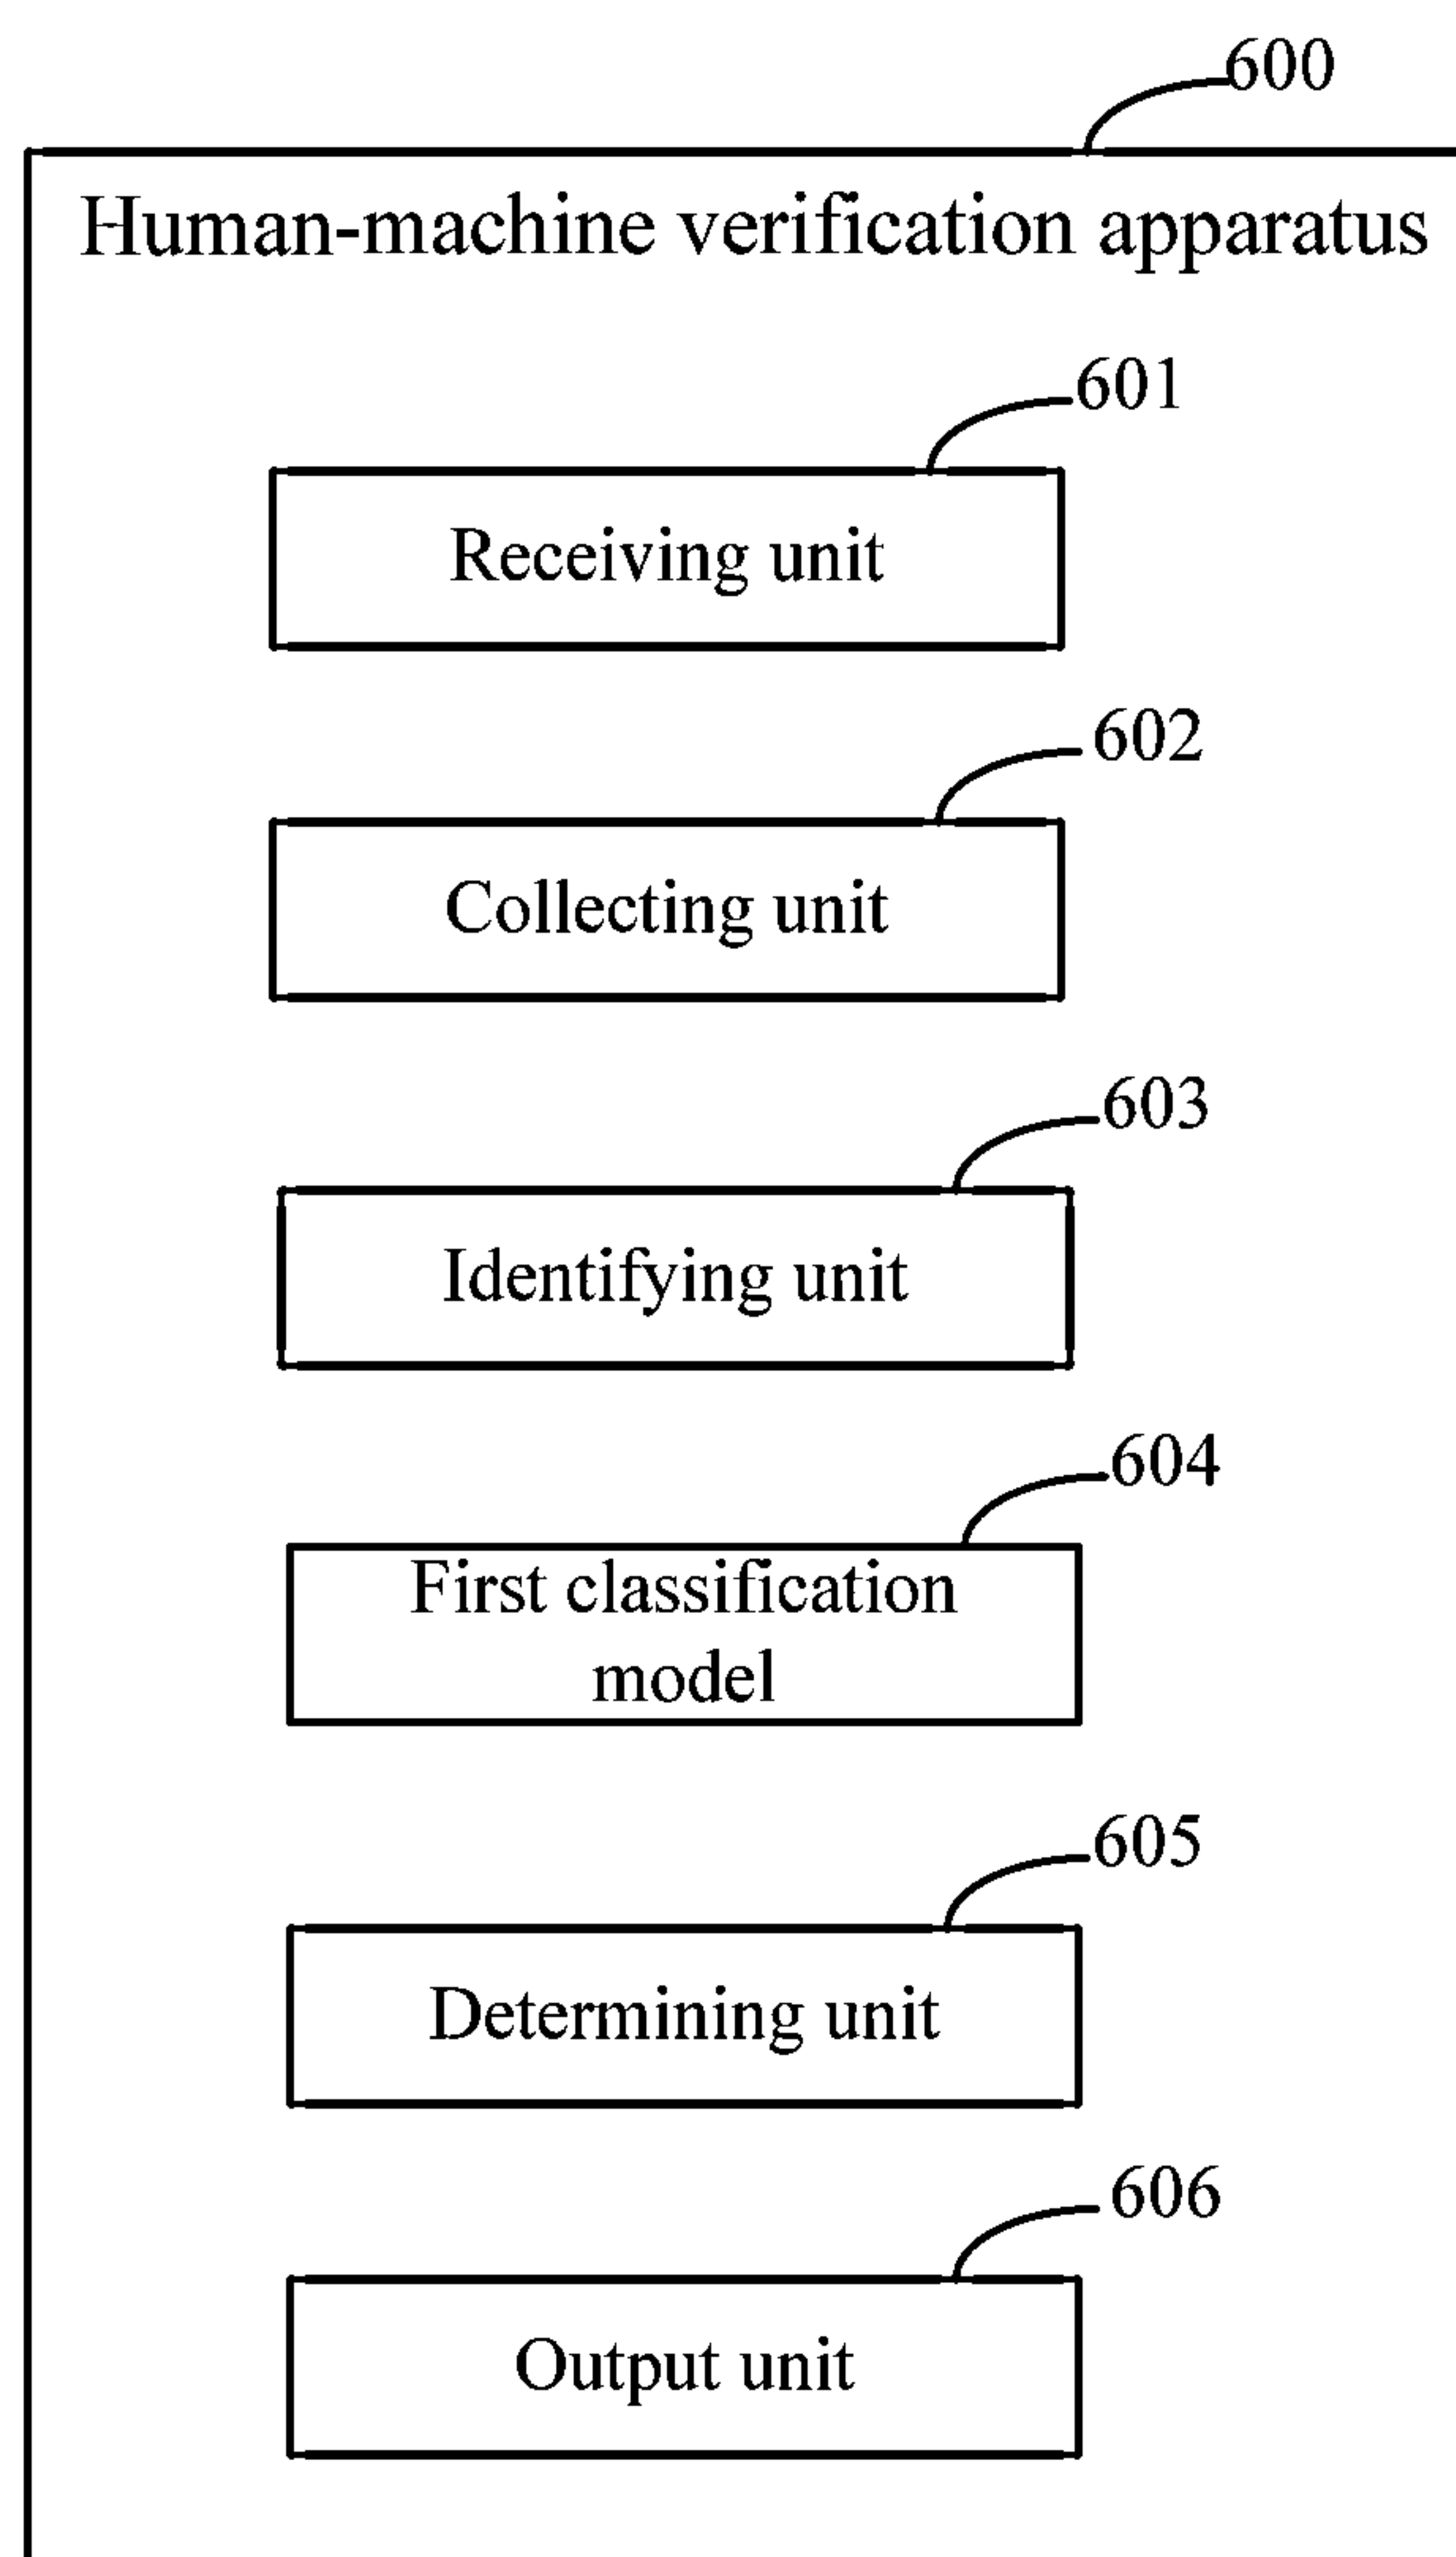 600
Human-machine verification apparatus
601
Receiving unit
602
Collecting unit
603
Identifying unit
604
First classification
model
605
Determining unit
606
Output unit